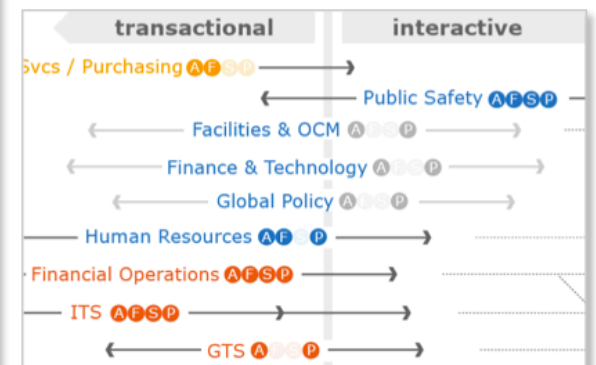 transactional interactive
Svcs / Purchasing A F S P
Public Safety A F S P
Facilities & OCM A F S P
Finance & Technology A F S P
Global Policy A F S P
Human Resources A F S P
Financial Operations A F S P
ITS A F S P
GTS A F S P